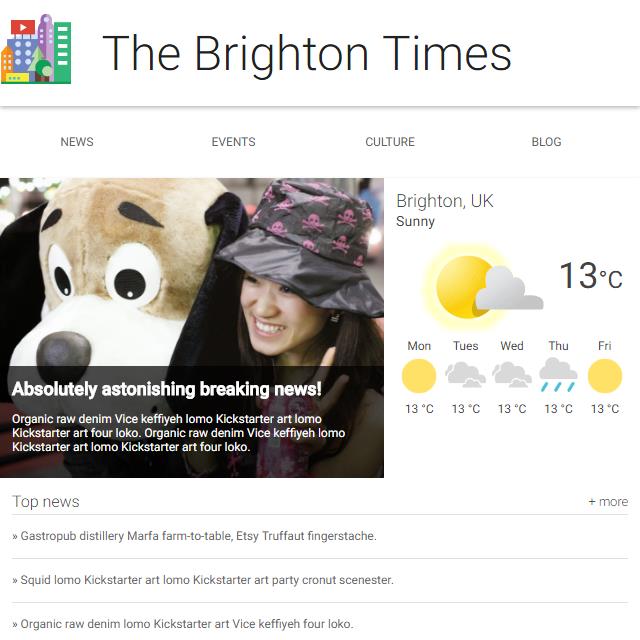 The Brighton Times
NEWS
EVENTS
CULTURE
BLOG
Absolutely astonishing breaking news!
Organic raw denim Vice keffiyeh lomo Kickstarter art lomo
Kickstarter art four loko. Organic raw denim Vice keffiyeh lomo
Kickstarter art lomo Kickstarter art four loko.
Brighton, UK
Sunny
13°C
Mon Tues Wed Thu Fri
13 °C 13 °C 13 °C 13 °C 13 °C
Top news
+ more
» Gastropub distillery Marfa farm-to-table, Etsy Truffaut fingerstache.
» Squid lomo Kickstarter art lomo Kickstarter art party cronut scenester.
» Organic raw denim lomo Kickstarter art Vice keffiyeh four loko.